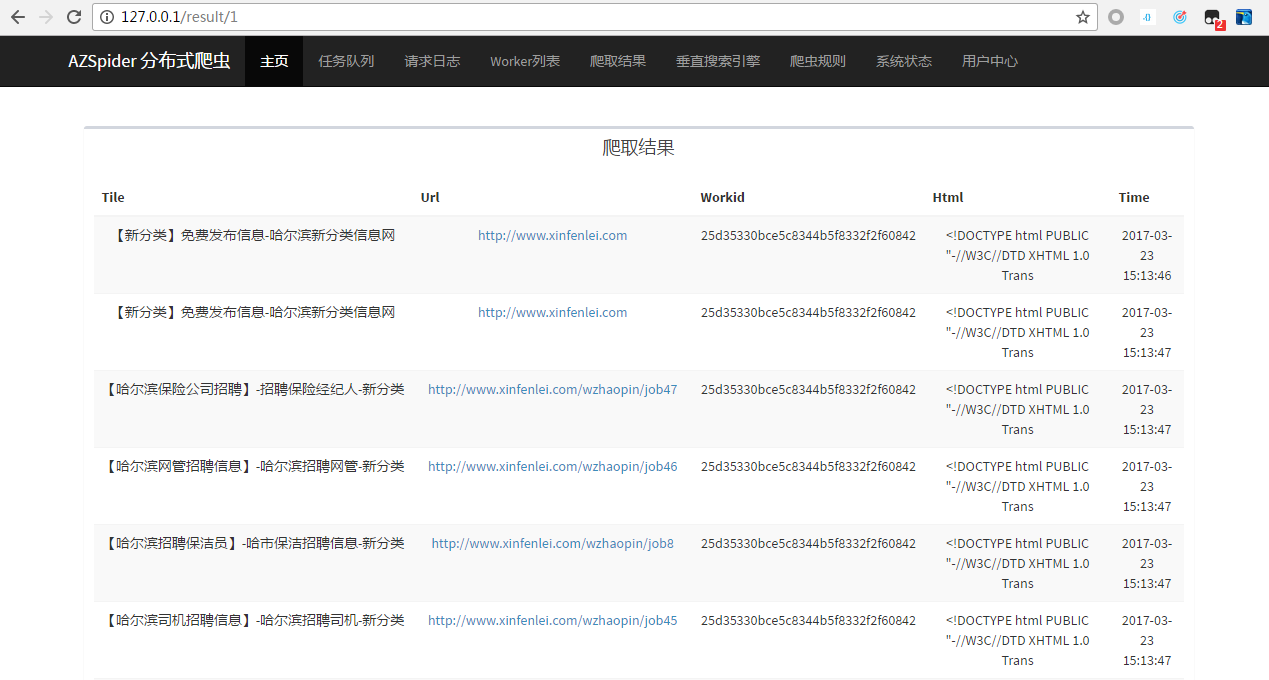 127.0.0.1/result/1
2
AZSpider 分布式爬虫 主页 任务队列 请求日志 Worker列表 爬取结果 垂直搜索引擎 爬虫规则 系统状态 用户中心
爬取结果
Tile Url Workid Html Time
【新分类】免费发布信息-哈尔滨新分类信息网 http://www.xinfenlei.com 25d35330bce5c8344b5f8332f2f60842 <!DOCTYPE html PUBLIC 2017-03-
"-//W3C//DTD XHTML 1.0 23
Trans 15:13:46
【新分类】免费发布信息-哈尔滨新分类信息网 http://www.xinfenlei.com 25d35330bce5c8344b5f8332f2f60842 <!DOCTYPE html PUBLIC 2017-03-
"-//W3C//DTD XHTML 1.0 23
Trans 15:13:47
【哈尔滨保险公司招聘】-招聘保险经纪人-新分类 http://www.xinfenlei.com/wzhaopin/job47 25d35330bce5c8344b5f8332f2f60842 <!DOCTYPE html PUBLIC 2017-03-
"-//W3C//DTD XHTML 1.0 23
Trans 15:13:47
【哈尔滨网管招聘信息】-哈尔滨招聘网管-新分类 http://www.xinfenlei.com/wzhaopin/job46 25d35330bce5c8344b5f8332f2f60842 <!DOCTYPE html PUBLIC 2017-03-
"-//W3C//DTD XHTML 1.0 23
Trans 15:13:47
【哈尔滨招聘保洁员】-哈市保洁招聘信息-新分类 http://www.xinfenlei.com/wzhaopin/job8 25d35330bce5c8344b5f8332f2f60842 <!DOCTYPE html PUBLIC 2017-03-
"-//W3C//DTD XHTML 1.0 23
Trans 15:13:47
【哈尔滨司机招聘信息】-哈尔滨招聘司机-新分类 http://www.xinfenlei.com/wzhaopin/job45 25d35330bce5c8344b5f8332f2f60842 <!DOCTYPE html PUBLIC 2017-03-
"-//W3C//DTD XHTML 1.0 23
Trans 15:13:47